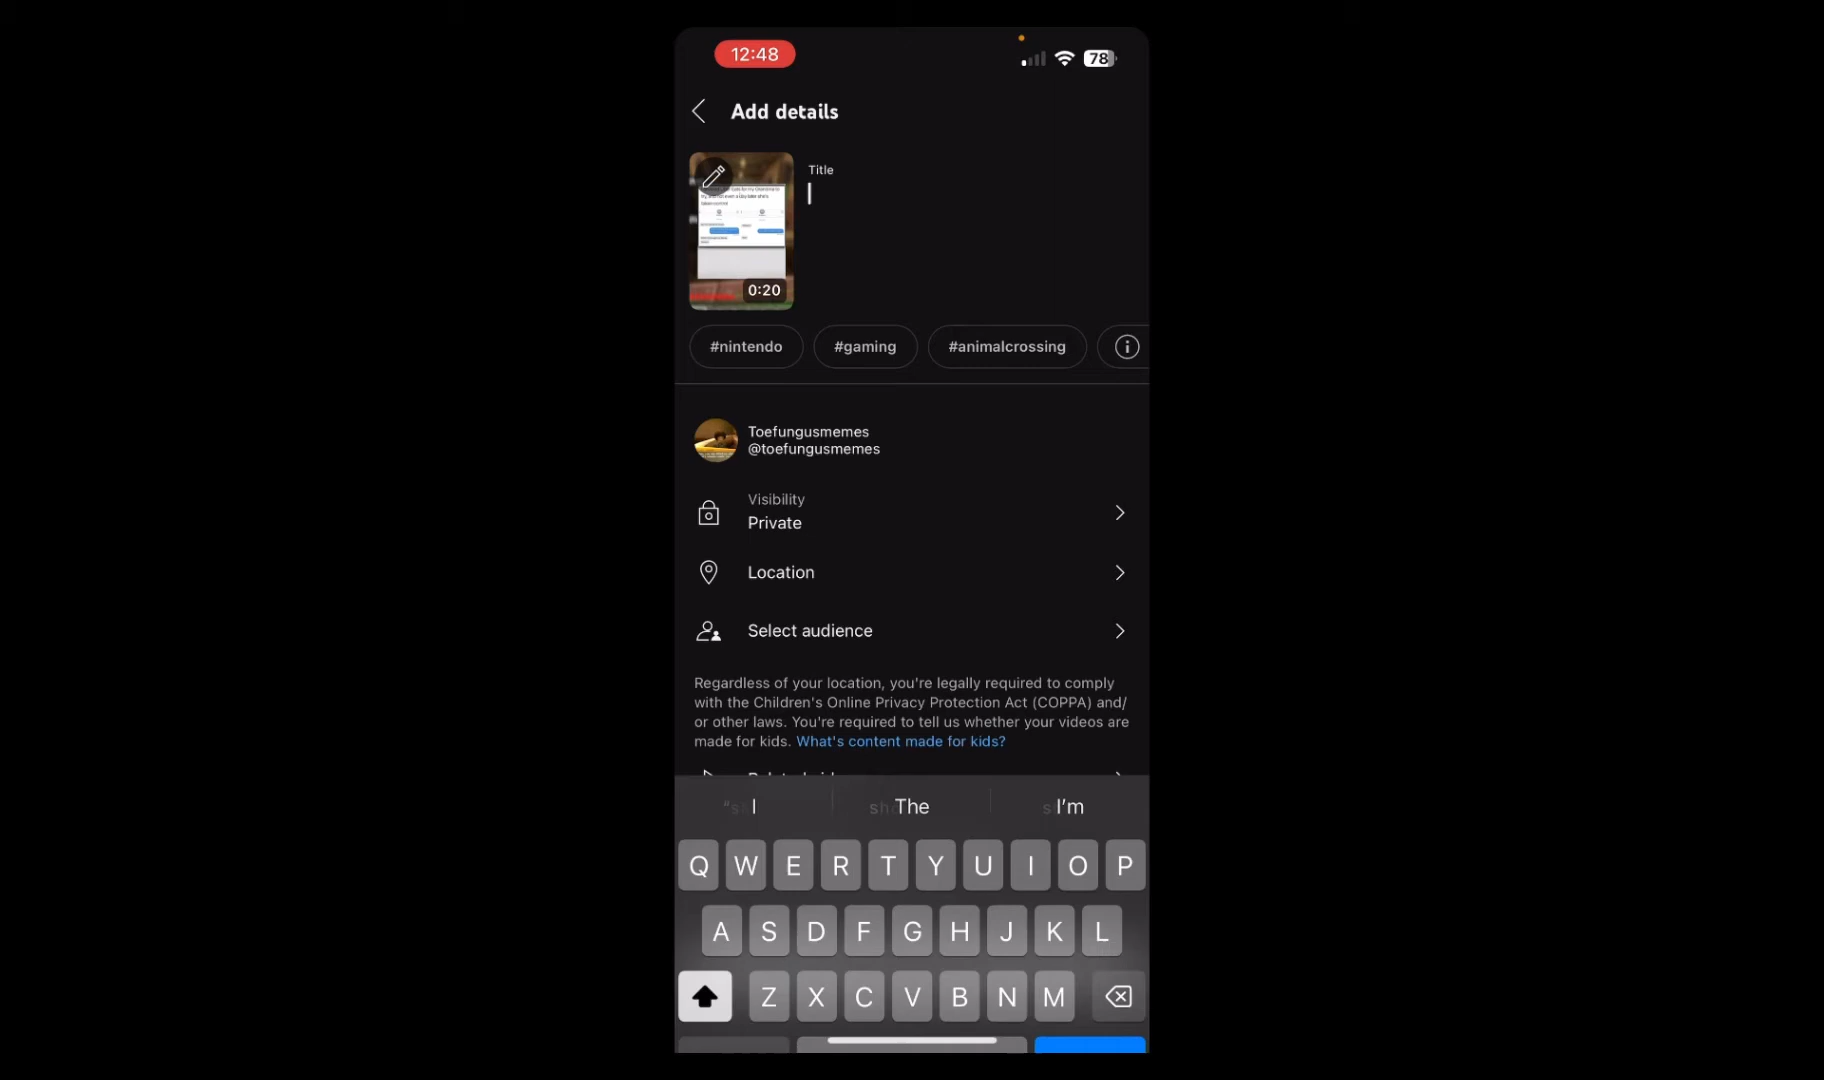 12:48
78
Add details
Title
0:20
#nintendo
#gaming
#animalcrossing
Toefungusmemes
@toefungusmemes
Visibility
Private
Location
Select audience
Regardless of your location, you're legally required to comply
with the Children's Online Privacy Protection Act (COPPA) and/
or other laws. You're required to tell us whether your videos are
made for kids. What's content made for kids?
I
The
I'm
Q W E R T Y U I O P
A S D F G H J K L
Z X C V B N M